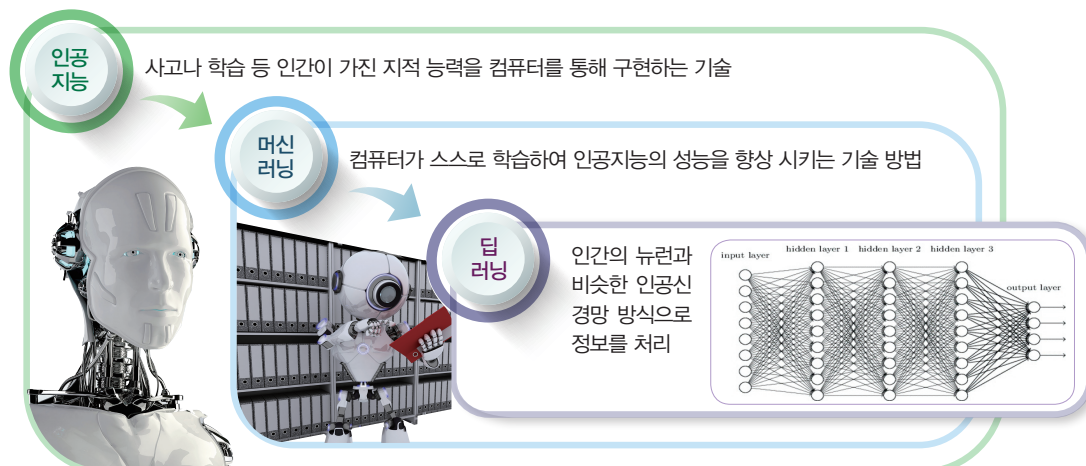 인공
지능
사고나 학습 등 인간이 가진 지적 능력을 컴퓨터를 통해 구현하는 기술
머신
러닝
컴퓨터가 스스로 학습하여 인공지능의 성능을 향상 시키는 기술 방법
딥
러닝
인간의 뉴런과
비슷한 인공신
경망 방식으로
정보를 처리
input layer
hidden layer 1 hidden layer 2 hidden layer 3
output layer